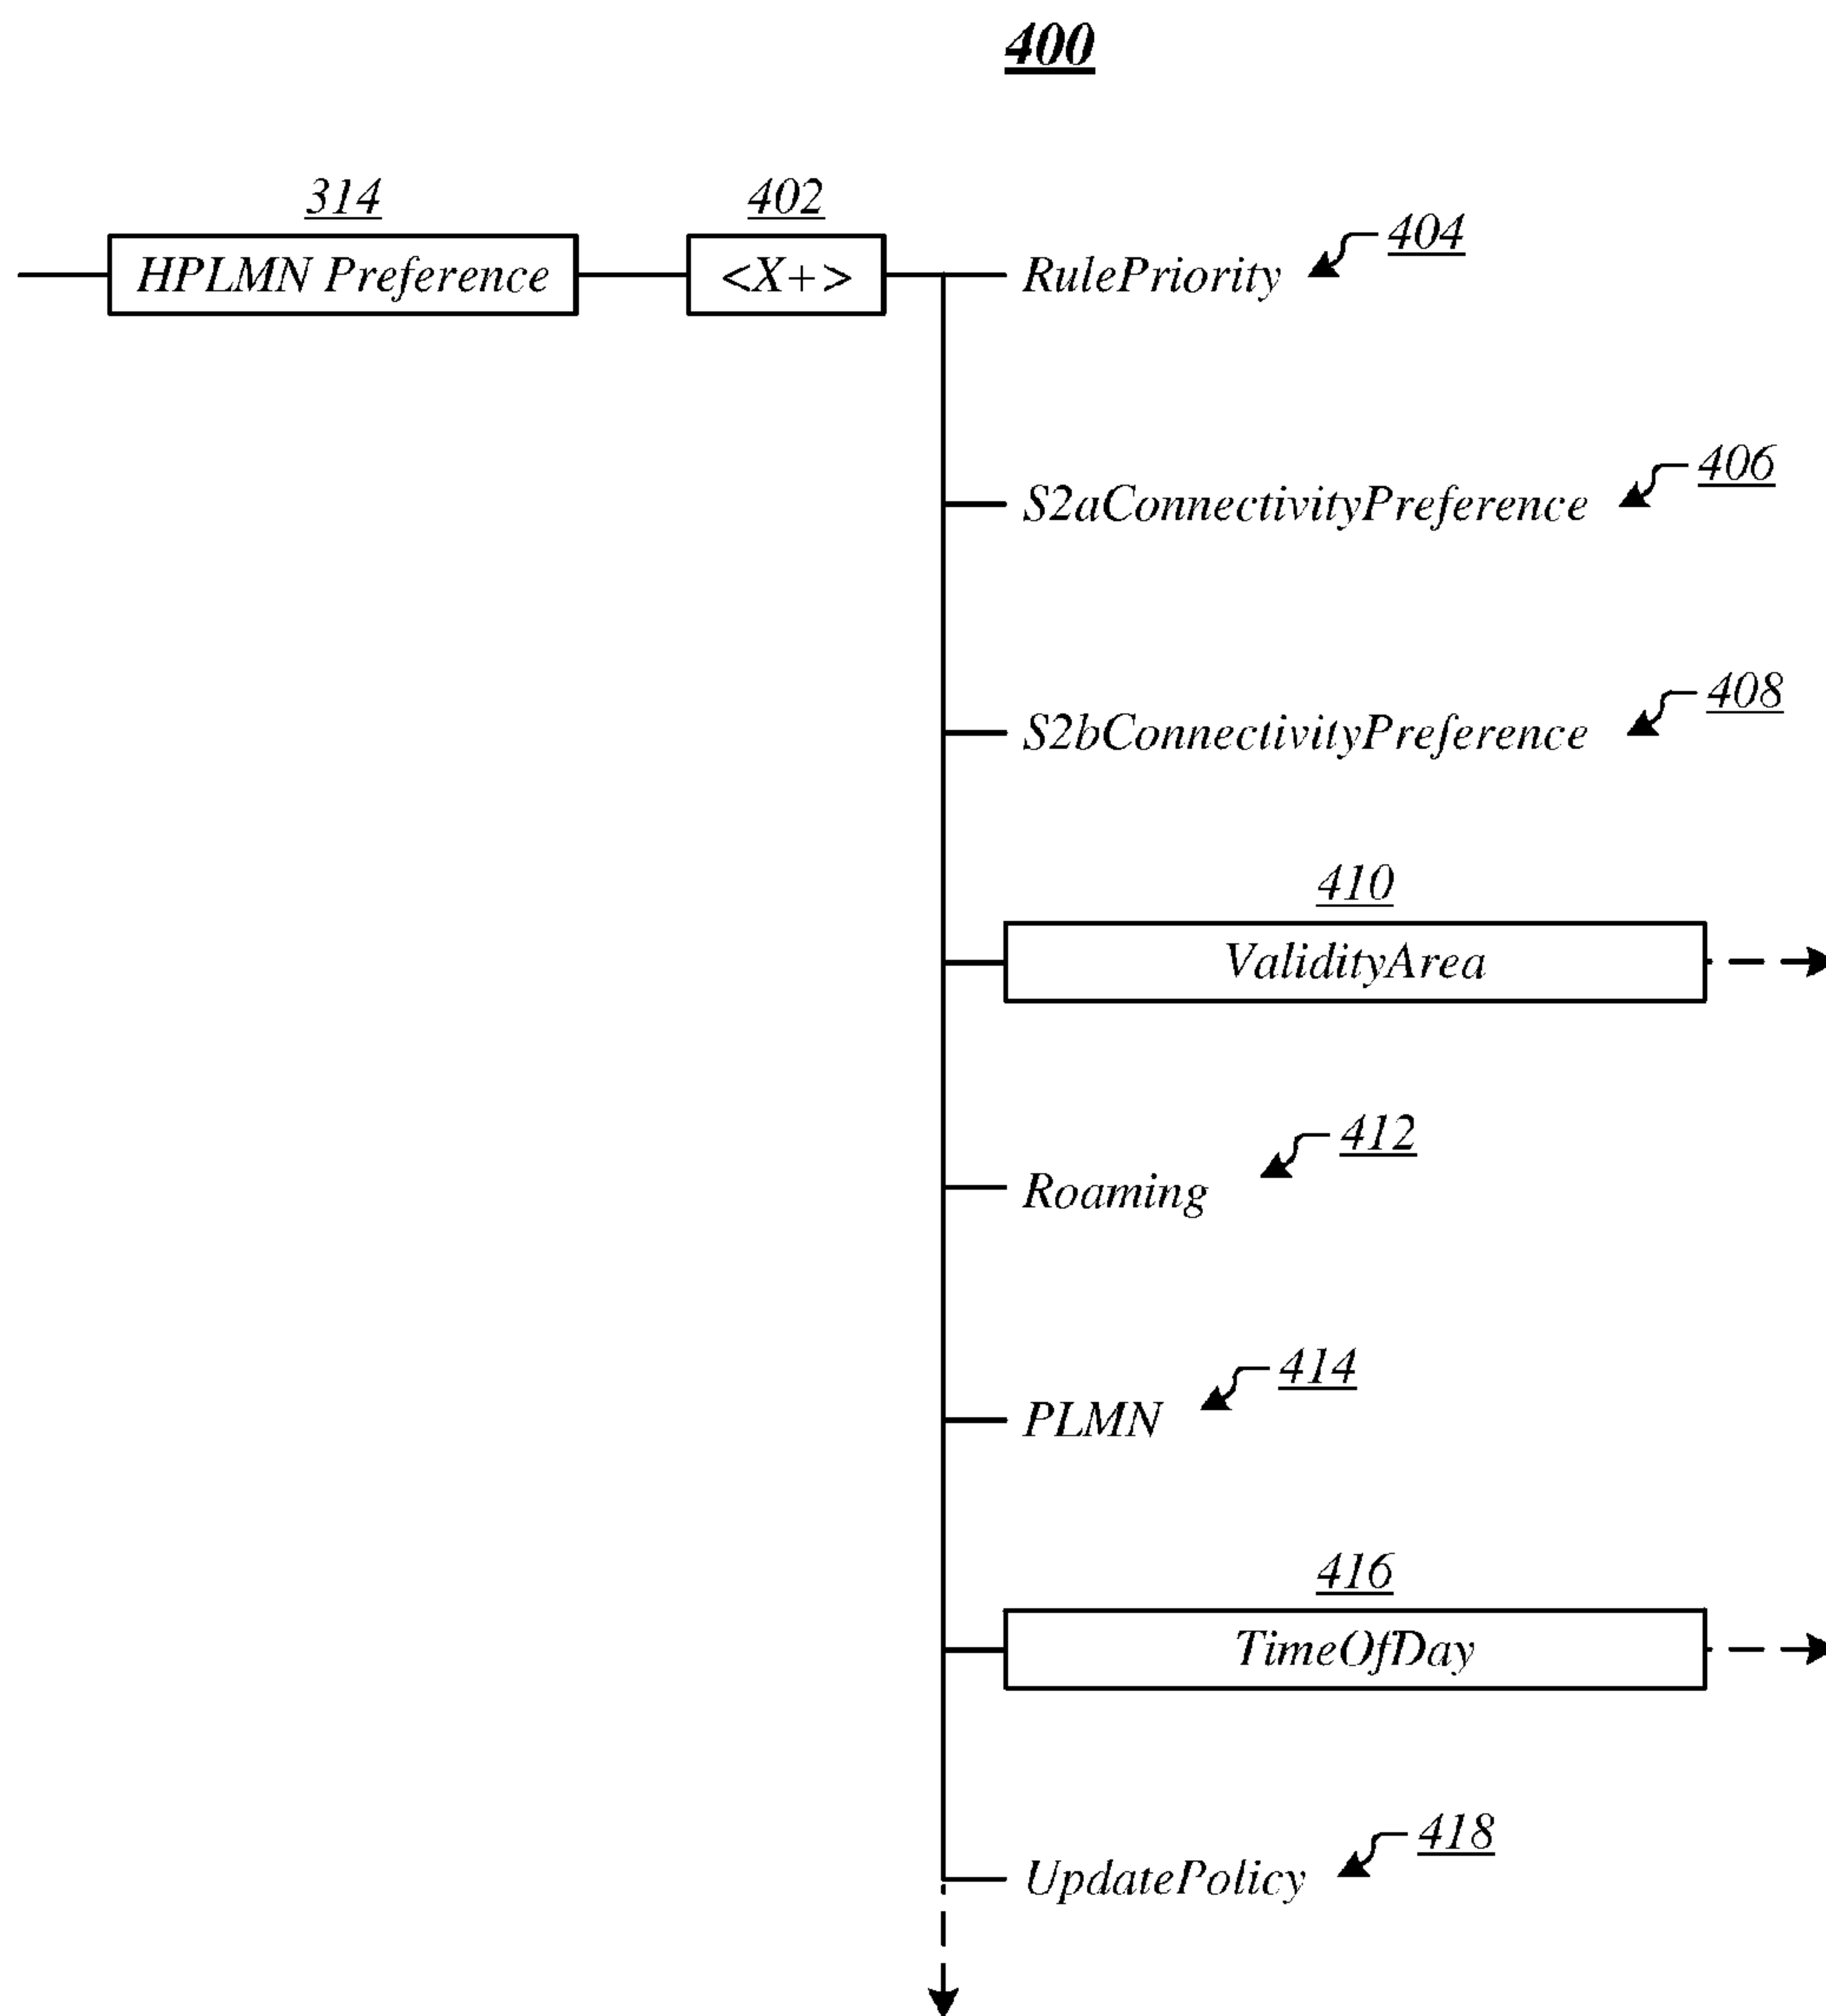 400
314
402
HPLMN Preference
<X+>
RulePriority
404
S2aConnectivityPreference
406
S2bConnectivityPreference
408
410
ValidityArea
Roaming
412
PLMN
414
416
TimeOfDay
UpdatePolicy
418